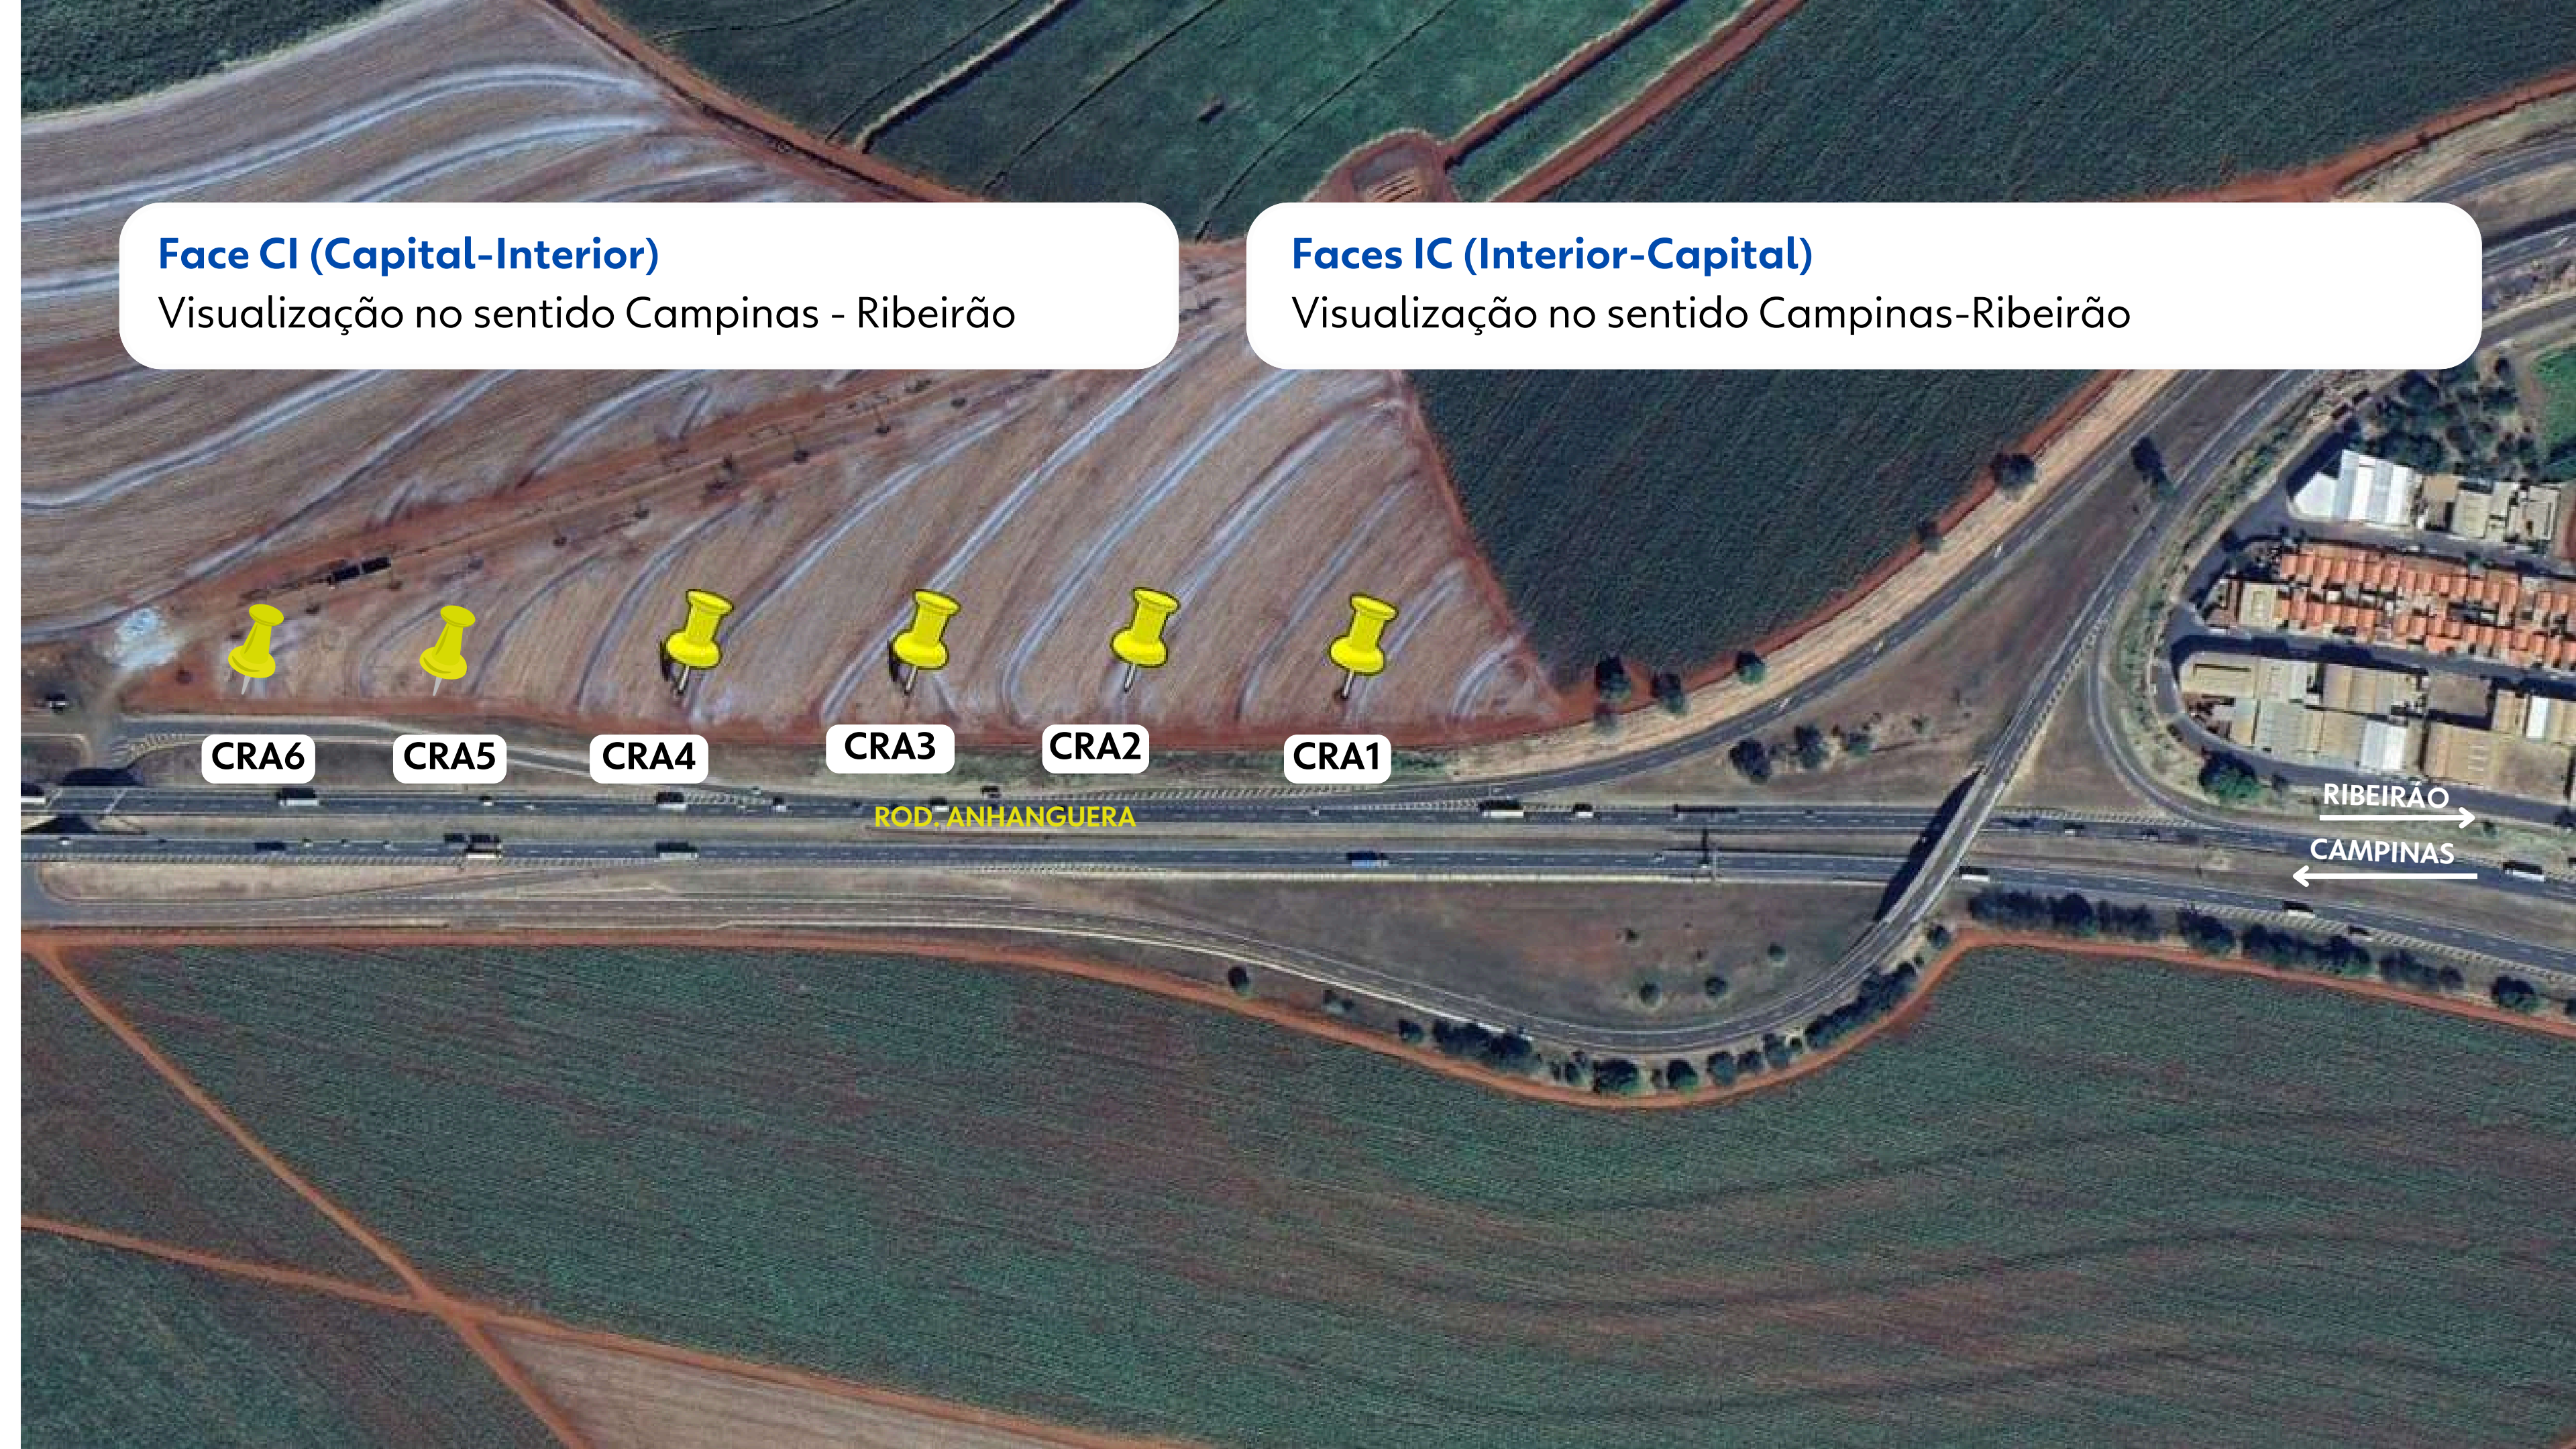 Face CI (Capital-Interior)
Visualização no sentido Campinas - Ribeirão
Faces IC (Interior-Capital)
Visualização no sentido Campinas-Ribeirão
CRA6
CRA5
CRA4
CRA3
CRA2
CRA1
ROD. ANHANGUERA
RIBEIRÃO
CAMPINAS